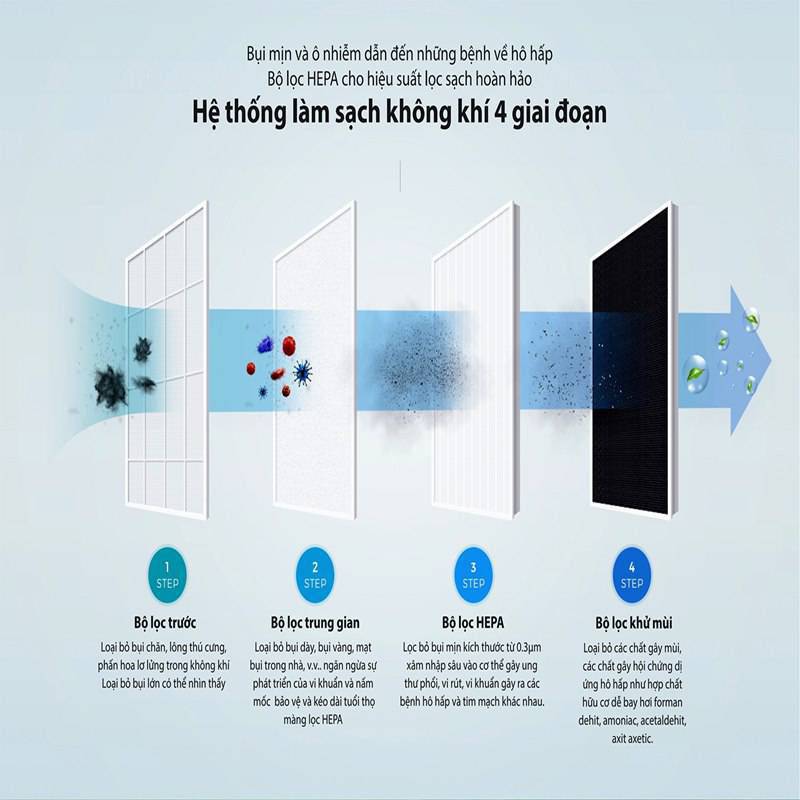 Bụi mịn và ô nhiễm dẫn đến những bệnh về hô hấp
Bộ lọc HEPA cho hiệu suất lọc sạch hoàn hảo
Hệ thống làm sạch không khí 4 giai đoạn
1
STEP
Bộ lọc trước
Loại bỏ bụi chăn, lông thú cưng,
phấn hoa lơ lửng trong không khí
Loại bỏ bụi lớn có thể nhìn thấy
2
STEP
Bộ lọc trung gian
Loại bỏ bụi dày, bụi vàng, mạt
bụi trong nhà, v.v.. ngăn ngừa sự
phát triển của vi khuẩn và nấm
mốc bảo vệ và kéo dài tuổi thọ
màng lọc HEPA
3
STEP
Bộ lọc HEPA
Lọc bỏ bụi mịn kích thước từ 0.3µm
xâm nhập sâu vào cơ thể gây ung
thư phổi, vi rút, vi khuẩn gây ra các
bệnh hô hấp và tim mạch khác nhau.
4
STEP
Bộ lọc khử mùi
Loại bỏ các chất gây mùi,
các chất gây hội chứng dị
ứng hô hấp như hợp chất
hữu cơ dễ bay hơi forman
dehit, amoniac, acetaldehit,
axit axetic.